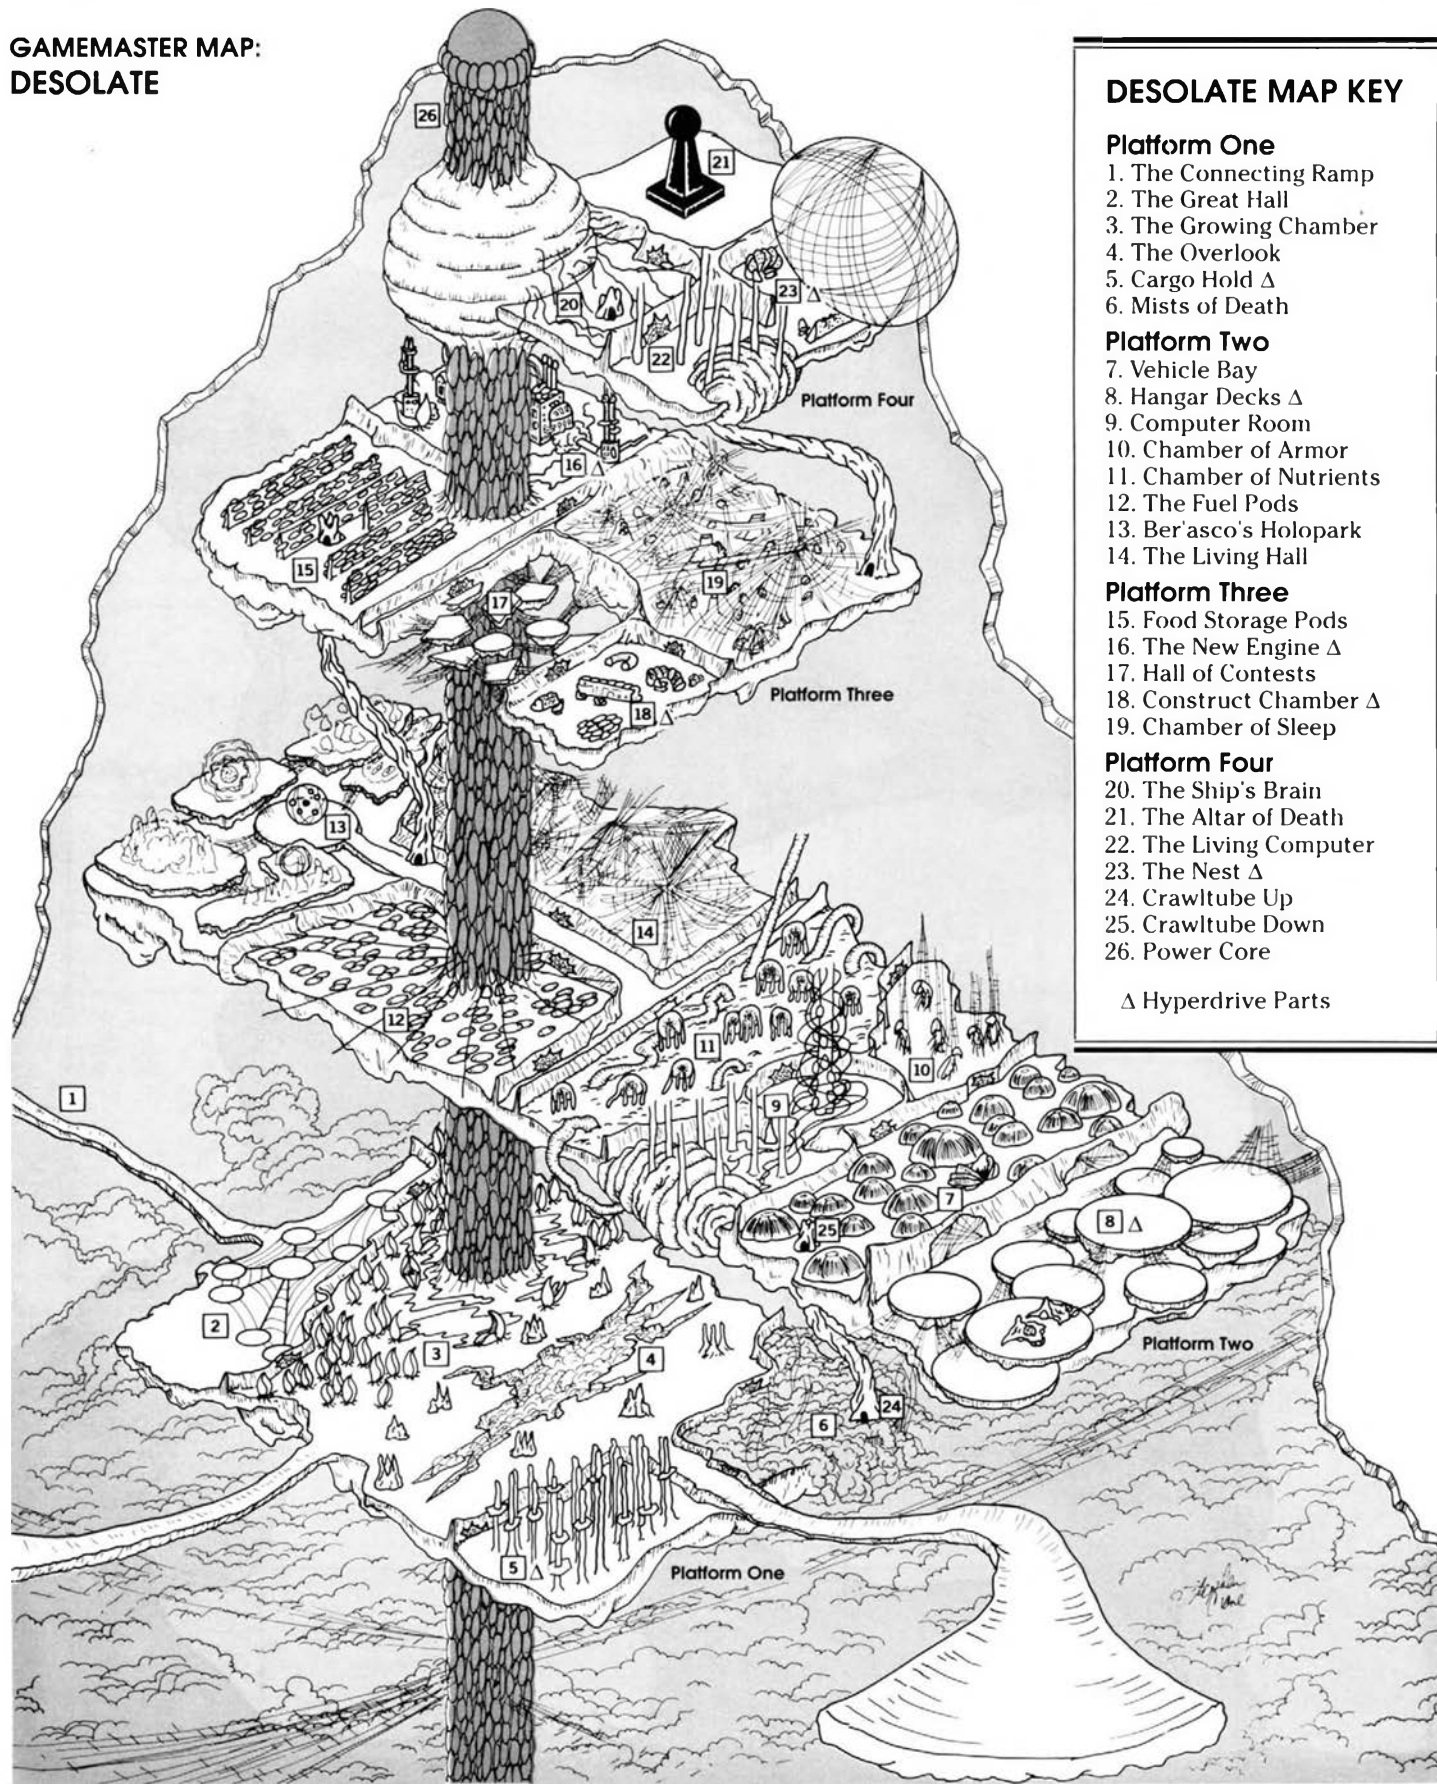 GAMEMASTER MAP:
DESOLATE
DESOLATE MAP KEY
Platform One
1. The Connecting Ramp
2. The Great Hall
3. The Growing Chamber
4. The Overlook
5. Cargo Hold Δ
6. Mists of Death
Platform Two
7. Vehicle Bay
8. Hangar Decks Δ
9. Computer Room
10. Chamber of Armor
11. Chamber of Nutrients
12. The Fuel Pods
13. Ber'asco's Holopark
14. The Living Hall
Platform Three
15. Food Storage Pods
16. The New Engine Δ
17. Hall of Contests
18. Construct Chamber Δ
19. Chamber of Sleep
Platform Four
20. The Ship's Brain
21. The Altar of Death
22. The Living Computer
23. The Nest Δ
24. Crawltube Up
25. Crawltube Down
26. Power Core
Δ Hyperdrive Parts
26
21
20
23 Δ
22
Platform Four
16 Δ
15
19
17
Platform Three
18 Δ
13
14
12
11
10
1
9
7
8 Δ
25
2
3
4
Platform Two
24
6
5 Δ
Platform One